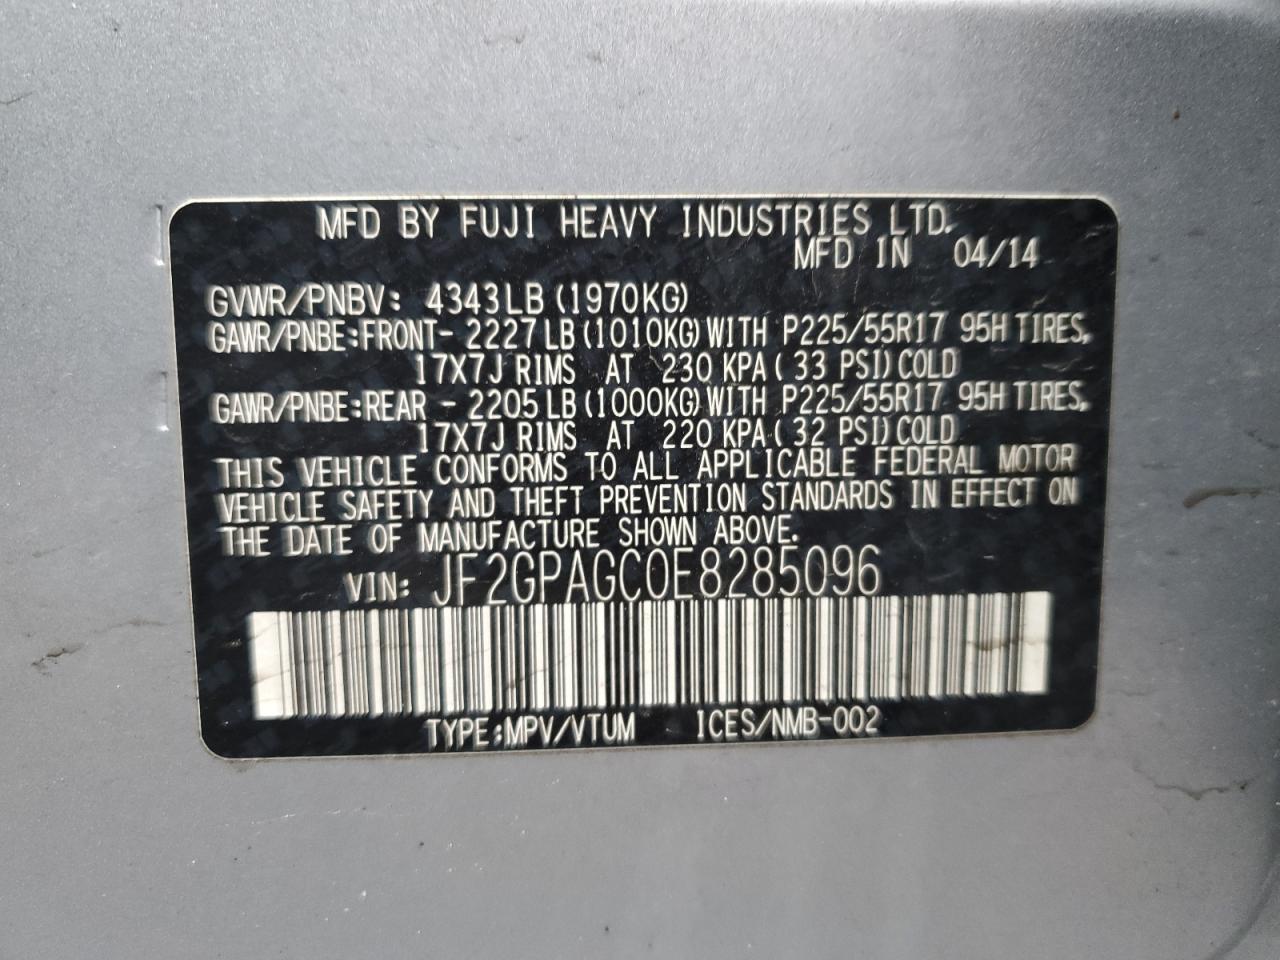 MFD BY FUJI HEAVY INDUSTRIES LTD.
MFD IN 04/14
GVWR/PNBV: 4343LB (1970KG)
GAWR/PNBE:FRONT- 2227LB (1010KG) WITH P225/55R17 95H TIRES,
17X7J RIMS AT 230 KPA ( 33 PSI) COLD
GAWR/PNBE:REAR - 2205LB (1000KG) WITH P225/55R17 95H TIRES,
17X7J RIMS AT 220 KPA ( 32 PSI) COLD
THIS VEHICLE CONFORMS TO ALL APPLICABLE FEDERAL MOTOR
VEHICLE SAFETY AND THEFT PREVENTION STANDARDS IN EFFECT ON
THE DATE OF MANUFACTURE SHOWN ABOVE.
VIN: JF2GPAGC0E8285096
TYPE:MPV/VTUM ICES/NMB-002